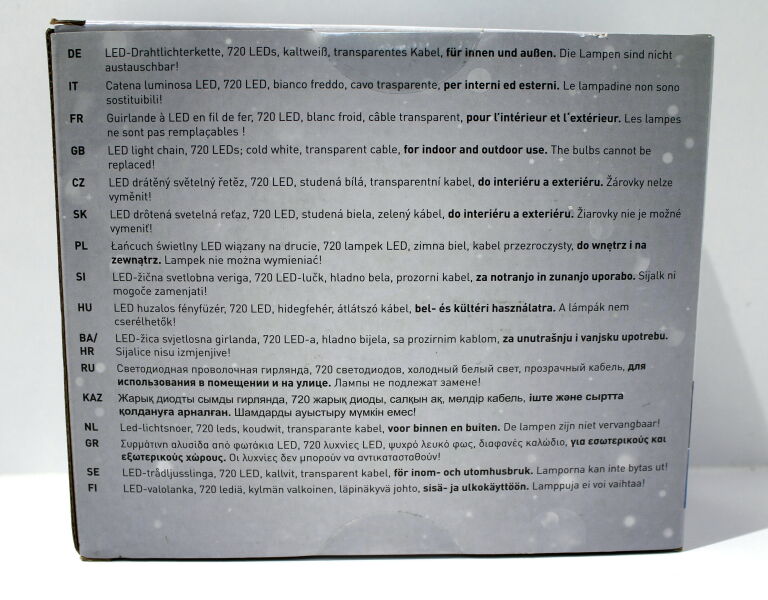 DE LED-Drahtlichterkette, 720 LEDs, kaltweiß, transparentes Kabel, für innen und außen. Die Lampen sind nicht
austauschbar!
IT Catena luminosa LED, 720 LED, bianco freddo, cavo trasparente, per interni ed esterni. Le lampadine non sono
sostituibili!
FR Guirlande à LED en fil de fer, 720 LED, blanc froid, câble transparent, pour l'intérieur et l'extérieur. Les lampes
ne sont pas remplaçables !
GB LED light chain, 720 LEDs; cold white, transparent cable, for indoor and outdoor use. The bulbs cannot be
replaced!
CZ LED drátěný světelný řetěz, 720 LED, studená bílá, transparentní kabel, do interiéru a exteriéru. Žárovky nelze
vyměnit!
SK LED drôtená svetelná reťaz, 720 LED, studená biela, zelený kábel, do interiéru a exteriéru. Žiarovky nie je možné
vymeniť!
PL Łańcuch świetlny LED wiązany na drucie, 720 lampek LED, zimna biel, kabel przezroczysty, do wnętrz i na
zewnątrz. Lampek nie można wymieniać!
SI LED-žična svetlobna veriga, 720 LED-lučk, hladno bela, prozorni kabel, za notranjo in zunanjo uporabo. Sijalk ni
mogoče zamenjati!
HU LED huzalos fényfüzér, 720 LED, hidegfehér, átlátszó kábel, bel- és kültéri használatra. A lámpák nem
cserélhetők!
BA/ LED-žica svjetlosna girlanda, 720 LED-a, hladno bijela, sa prozirnim kablom, za unutrašnju i vanjsku upotrebu.
HR Sijalice nisu izmjenjive!
RU Светодиодная проволочная гирлянда, 720 светодиодов, холодный белый свет, прозрачный кабель, для
использования в помещении и на улице. Лампы не подлежат замене!
KAZ Жарық диодты сымды гирлянда, 720 жарық диоды, салқын ақ, мөлдір кабель, іште және сыртта
қолдануға арналған. Шамдарды ауыстыру мүмкін емес!
NL Led-lichtsnoer, 720 leds, koudwit, transparante kabel, voor binnen en buiten. De lampen zijn niet vervangbaar!
GR Συρμάτινη αλυσίδα από φωτάκια LED, 720 λυχνίες LED, ψυχρό λευκό φως, διαφανές καλώδιο, για εσωτερικούς και
εξωτερικούς χώρους. Οι λυχνίες δεν μπορούν να αντικατασταθούν!
SE LED-trådljusslinga, 720 LED, kallvit, transparent kabel, för inom- och utomhusbruk. Lamporna kan inte bytas ut!
FI LED-valolanka, 720 lediä, kylmän valkoinen, läpinäkyvä johto, sisä- ja ulkokäyttöön. Lamppuja ei voi vaihtaa!